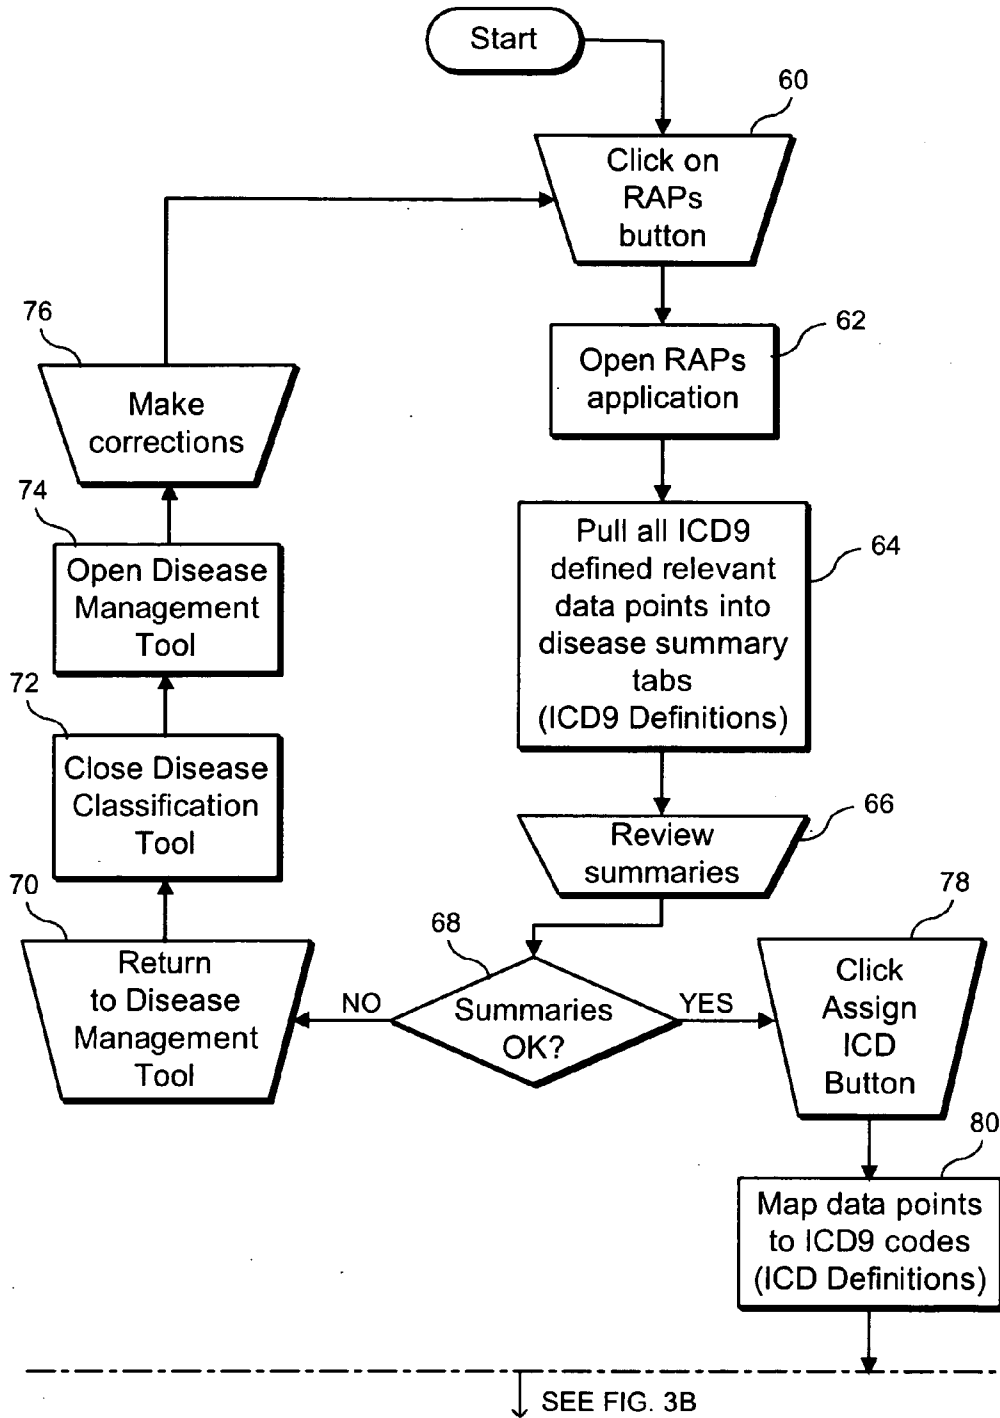 Start
60
Click on
RAPs
button
62
Open RAPs
application
64
Pull all ICD9
defined relevant
data points into
disease summary
tabs
(ICD9 Definitions)
66
Review
summaries
68
Summaries
OK?
NO
YES
70
Return
to Disease
Management
Tool
72
Close Disease
Classification
Tool
74
Open Disease
Management
Tool
76
Make
corrections
78
Click
Assign
ICD
Button
80
Map data points
to ICD9 codes
(ICD Definitions)
SEE FIG. 3B